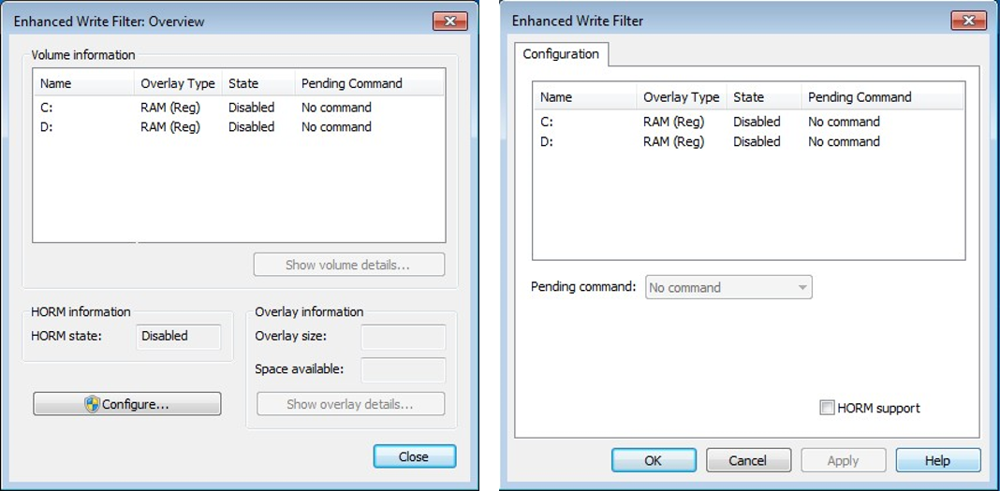 Enhanced Write Filter: Overview
Volume information
Name Overlay Type State Pending Command
C: RAM (Reg) Disabled No command
D: RAM (Reg) Disabled No command
Show volume details...
HORM information
HORM state: Disabled
Overlay information
Overlay size:
Space available:
Configure...
Show overlay details...
Close
Enhanced Write Filter
Configuration
Name Overlay Type State Pending Command
C: RAM (Reg) Disabled No command
D: RAM (Reg) Disabled No command
Pending command: No command
HORM support
OK Cancel Apply Help